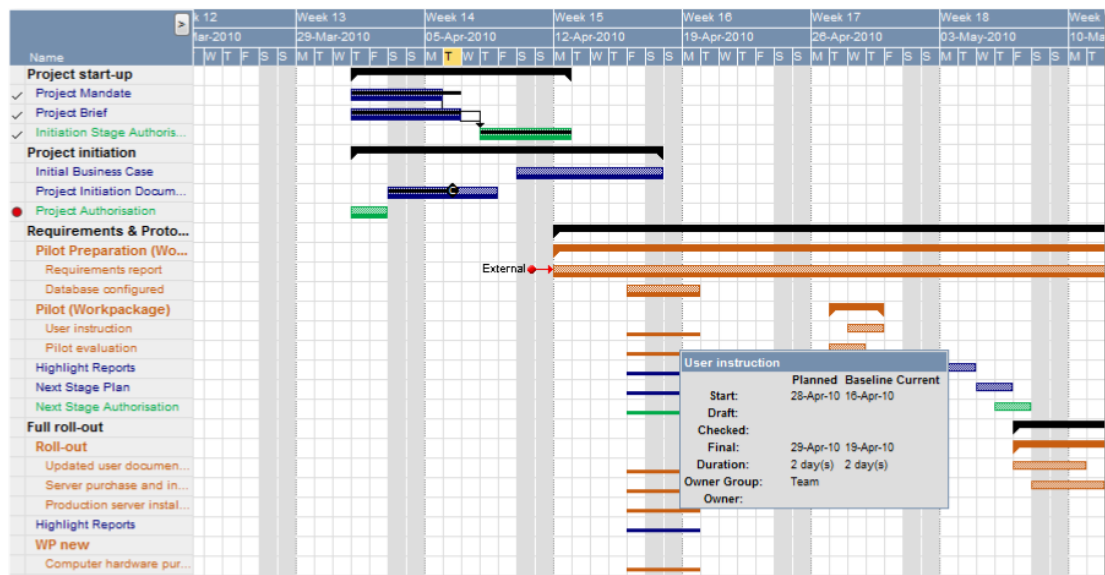 >
k 12 Week 13 Week 14 Week 15 Week 16 Week 17 Week 18 Week
Mar-2010 29-Mar-2010 05-Apr-2010 12-Apr-2010 19-Apr-2010 26-Apr-2010 03-May-2010 10-Ma
Name W T F S S M T W T F S S M T W T F S S M T W T F S S M T W T F S S M T W T F S S M T W T F S S M T
Project start-up
Project Mandate
Project Brief
Initiation Stage Authoris...
Project initiation
Initial Business Case
Project Initiation Docum...
Project Authorisation
Requirements & Proto...
Pilot Preparation (Wo...
Requirements report
External
Database configured
Pilot (Workpackage)
User instruction
Pilot evaluation
Highlight Reports
Next Stage Plan
Next Stage Authorisation
Full roll-out
Roll-out
Updated user documen...
Server purchase and in...
Production server instal...
Highlight Reports
WP new
Computer hardware pur...
User instruction
Planned Baseline Current
Start: 28-Apr-10 16-Apr-10
Draft:
Checked:
Final: 29-Apr-10 19-Apr-10
Duration: 2 day(s) 2 day(s)
Owner Group: Team
Owner: